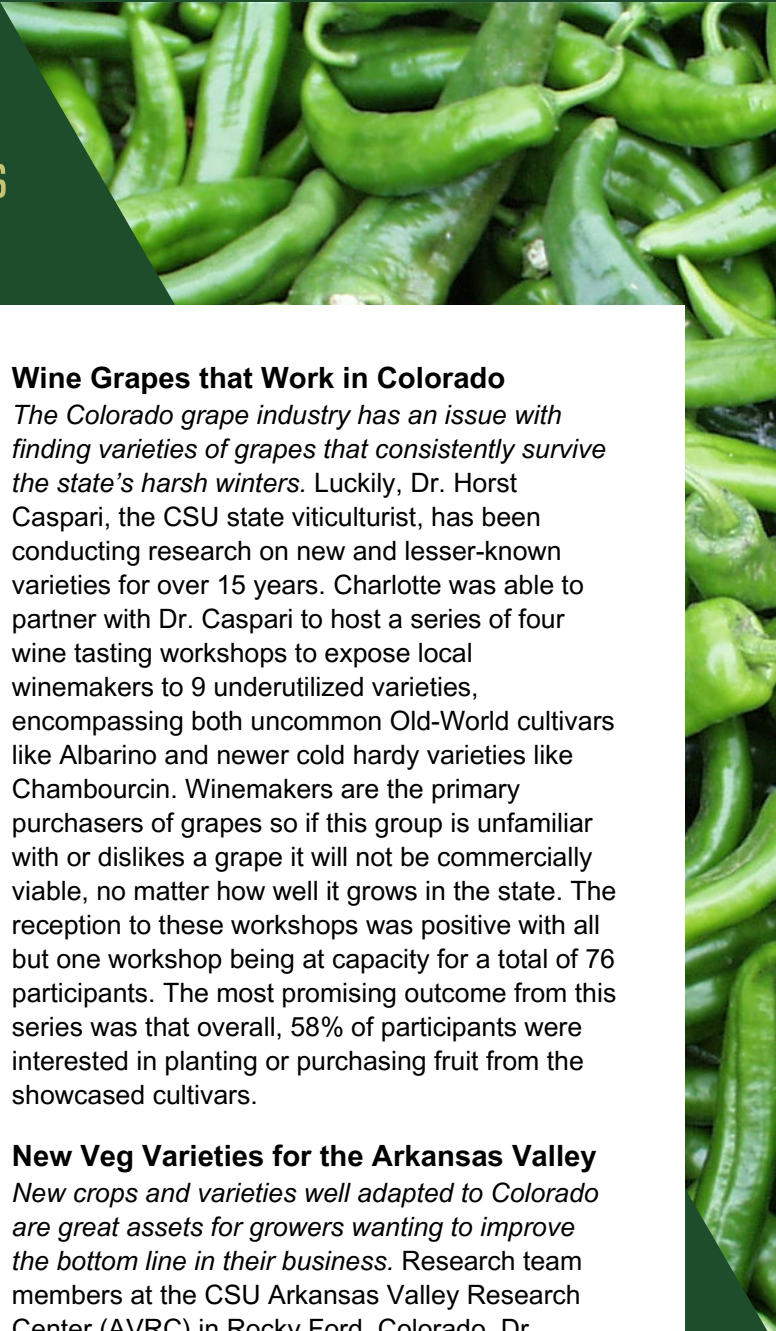 S
Wine Grapes that Work in Colorado
The Colorado grape industry has an issue with
finding varieties of grapes that consistently survive
the state's harsh winters. Luckily, Dr. Horst
Caspari, the CSU state viticulturist, has been
conducting research on new and lesser-known
varieties for over 15 years. Charlotte was able to
partner with Dr. Caspari to host a series of four
wine tasting workshops to expose local
winemakers to 9 underutilized varieties,
encompassing both uncommon Old-World cultivars
like Albarino and newer cold hardy varieties like
Chambourcin. Winemakers are the primary
purchasers of grapes so if this group is unfamiliar
with or dislikes a grape it will not be commercially
viable, no matter how well it grows in the state. The
reception to these workshops was positive with all
but one workshop being at capacity for a total of 76
participants. The most promising outcome from this
series was that overall, 58% of participants were
interested in planting or purchasing fruit from the
showcased cultivars.
New Veg Varieties for the Arkansas Valley
New crops and varieties well adapted to Colorado
are great assets for growers wanting to improve
the bottom line in their business. Research team
members at the CSU Arkansas Valley Research
Center (AVRC) in Rocky Ford, Colorado, Dr.